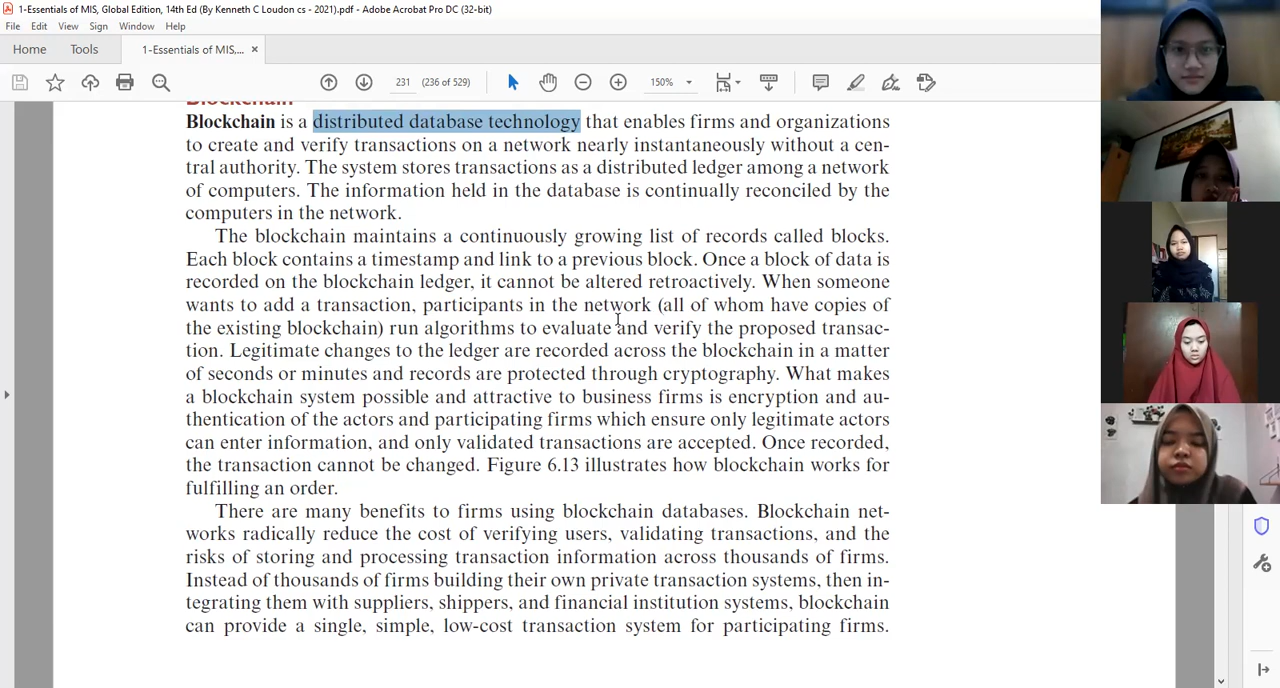 1-Essentials of MIS, Global Edition, 14th Ed (By Kenneth C Loudon cs - 2021).pdf - Adobe Acrobat Pro DC (32-bit)
File Edit View Sign Window Help
Home Tools 1-Essentials of MIS,... ×
231 (236 of 529) 150%
Blockchain
Blockchain is a distributed database technology that enables firms and organizations
to create and verify transactions on a network nearly instantaneously without a cen-
tral authority. The system stores transactions as a distributed ledger among a network
of computers. The information held in the database is continually reconciled by the
computers in the network.
The blockchain maintains a continuously growing list of records called blocks.
Each block contains a timestamp and link to a previous block. Once a block of data is
recorded on the blockchain ledger, it cannot be altered retroactively. When someone
wants to add a transaction, participants in the network (all of whom have copies of
the existing blockchain) run algorithms to evaluate and verify the proposed transac-
tion. Legitimate changes to the ledger are recorded across the blockchain in a matter
of seconds or minutes and records are protected through cryptography. What makes
a blockchain system possible and attractive to business firms is encryption and au-
thentication of the actors and participating firms which ensure only legitimate actors
can enter information, and only validated transactions are accepted. Once recorded,
the transaction cannot be changed. Figure 6.13 illustrates how blockchain works for
fulfilling an order.
There are many benefits to firms using blockchain databases. Blockchain net-
works radically reduce the cost of verifying users, validating transactions, and the
risks of storing and processing transaction information across thousands of firms.
Instead of thousands of firms building their own private transaction systems, then in-
tegrating them with suppliers, shippers, and financial institution systems, blockchain
can provide a single, simple, low-cost transaction system for participating firms.